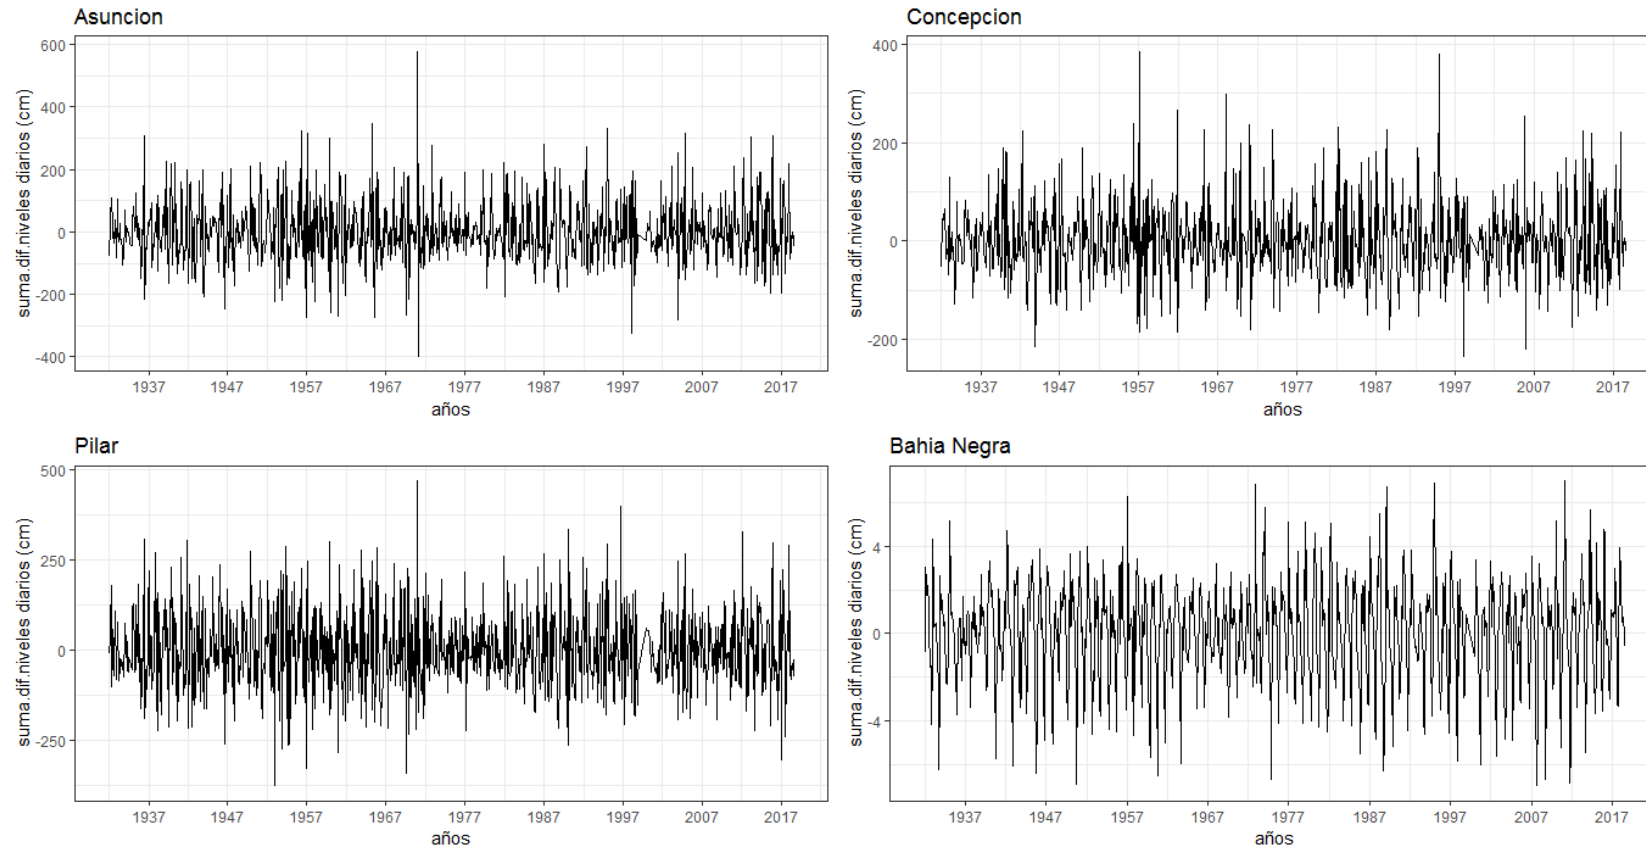 Asuncion
suma.dif.niveles diarios (cm)
600
400
200
0
-200
-400
1937 1947 1957 1967 1977 1987 1997 2007 2017
años
Concepcion
suma.dif.niveles diarios (cm)
400
200
0
-200
1937 1947 1957 1967 1977 1987 1997 2007 2017
años
Pilar
suma.dif.niveles diarios (cm)
500
250
0
-250
1937 1947 1957 1967 1977 1987 1997 2007 2017
años
Bahia Negra
suma.dif.niveles diarios (cm)
4
0
-4
1937 1947 1957 1967 1977 1987 1997 2007 2017
años